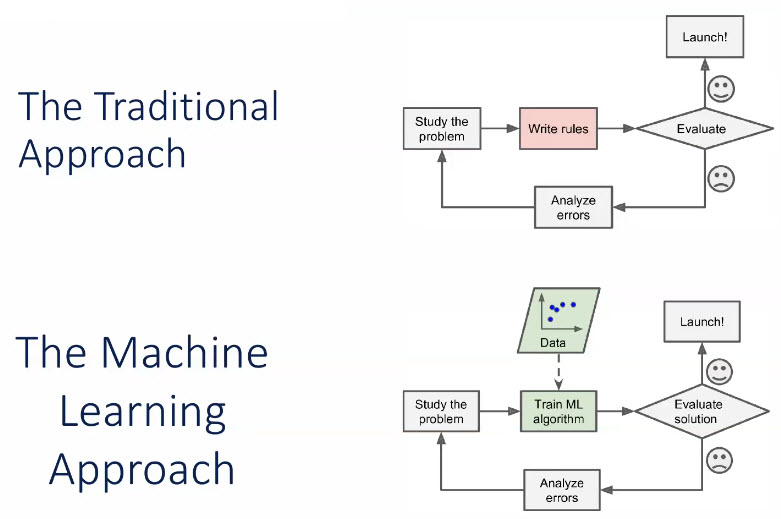 The Traditional
Approach
Launch!
Study the
problem
Write rules
Evaluate
Analyze
errors
The Machine
Learning
Approach
Data
Launch!
Study the
problem
Train ML
algorithm
Evaluate
solution
Analyze
errors